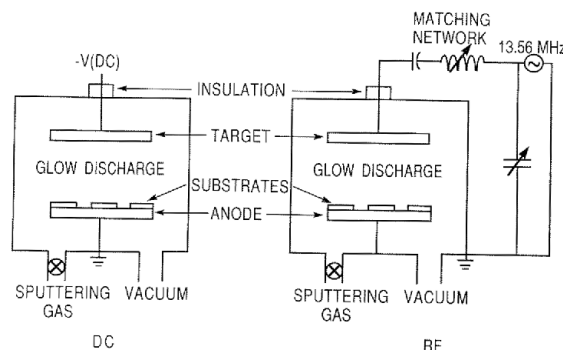 MATCHING
NETWORK
13.56 MHz
-V(DC)
INSULATION
TARGET
GLOW DISCHARGE
GLOW DISCHARGE
SUBSTRATES
ANODE
SPUTTERING
GAS
VACUUM
SPUTTERING
GAS
VACUUM
DC
RF